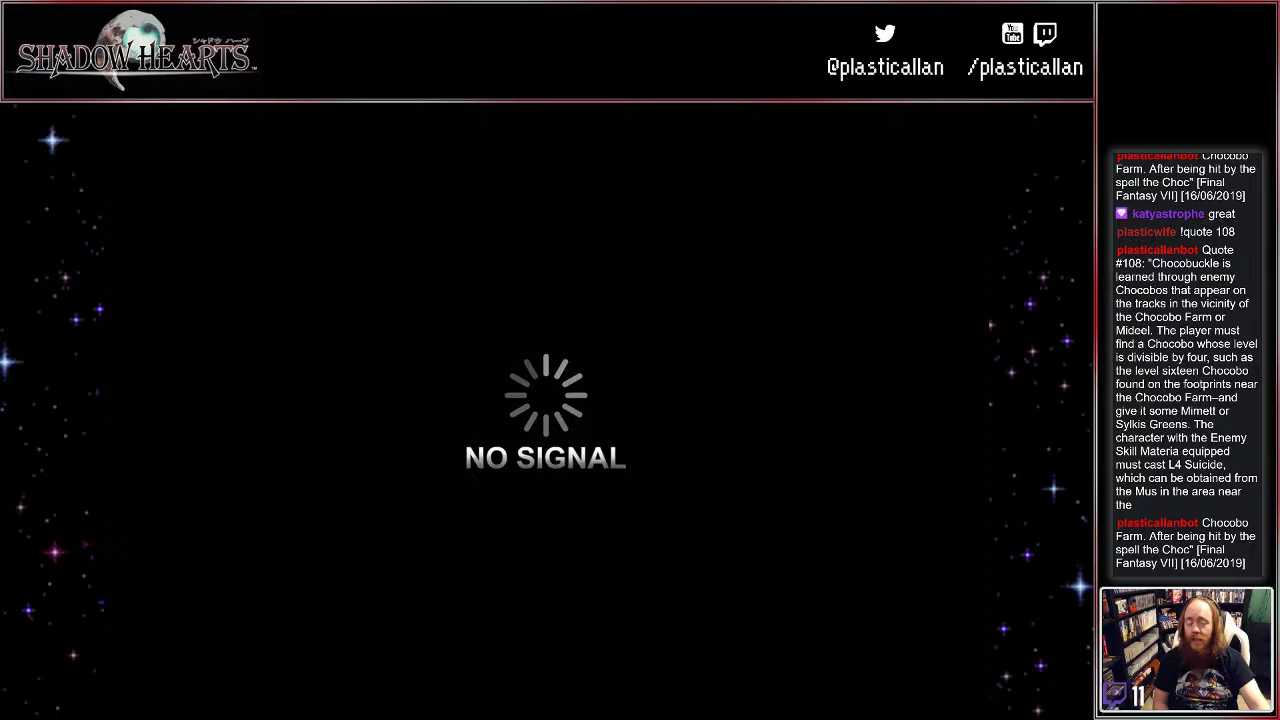 シャドウ ハーツ
SHADOW HEARTS
@plasticallan
/plasticallan
plasticallanbot Chocobo
Farm. After being hit by the
spell the Choc" [Final
Fantasy VII] [16/06/2019]
katyastrophe great
plasticwife !quote 108
plasticallanbot Quote
#108: "Chocobuckle is
learned through enemy
Chocobos that appear on
the tracks in the vicinity of
the Chocobo Farm or
Mideel. The player must
find a Chocobo whose level
is divisible by four, such as
the level sixteen Chocobo
found on the footprints near
the Chocobo Farm–and
give it some Mimett or
Sylkis Greens. The
character with the Enemy
Skill Materia equipped
must cast L4 Suicide,
which can be obtained from
the Mus in the area near
the
plasticallanbot Chocobo
Farm. After being hit by the
spell the Choc" [Final
Fantasy VII] [16/06/2019]
NO SIGNAL
11